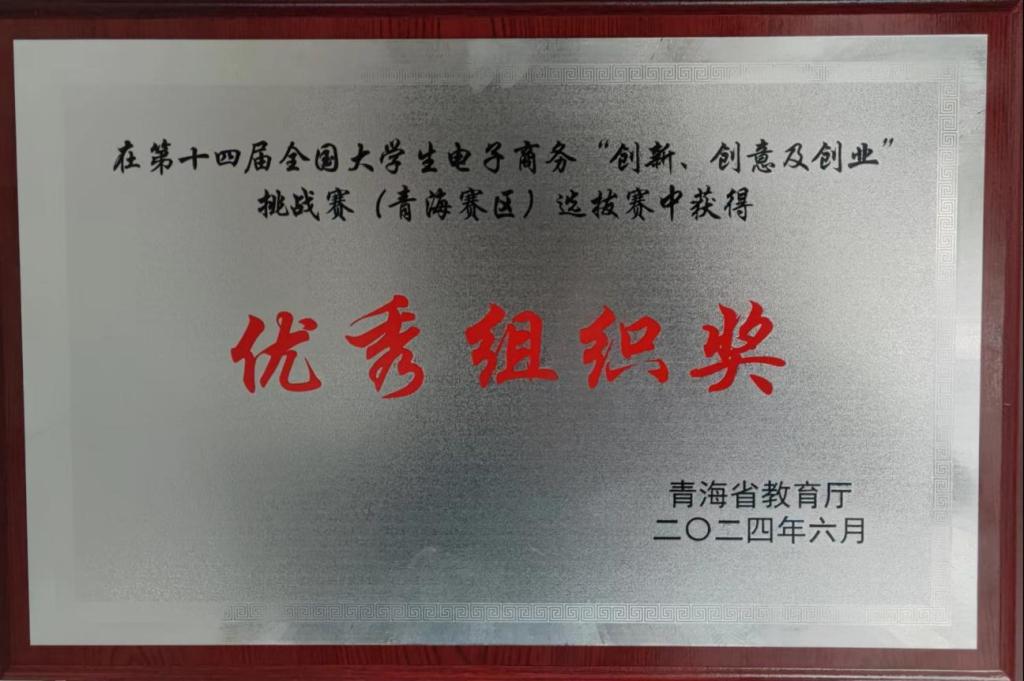 在第十四届全国大学生电子商务“创新、创意及创业”
挑战赛（青海赛区）选拔赛中获得
优秀组织奖
青海省教育厅
二〇二四年六月